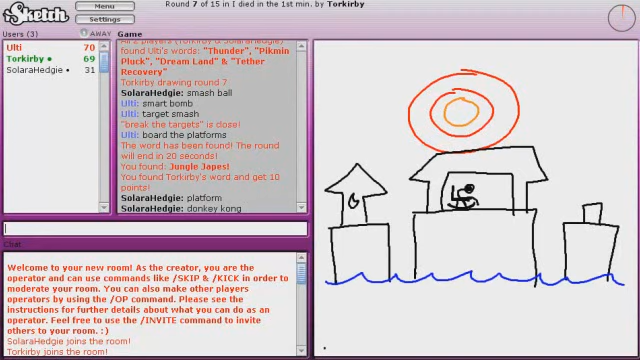 Round 7 of 15 in I died in the 1st min. by Torkirby
iSketch
Menu
Settings
Users (3)
AWAY
Game
Ulti 70
Torkirby • 69
SolaraHedgie • 31
All 2 players (Torkirby & SolaraHedgie)
found Ulti's words: "Thunder", "Pikmin
Pluck", "Dream Land" & "Tether
Recovery"
Torkirby drawing round 7
SolaraHedgie: smash ball
Ulti: smart bomb
Ulti: target smash
"break the targets" is close!
Ulti: board the platforms
The word has been found! The round
will end in 20 seconds!
You found: Jungle Japes!
You found Torkirby's word and get 10
points!
SolaraHedgie: platform
SolaraHedgie: donkey kong
Chat
Welcome to your new room! As the creator, you are the
operator and can use commands like /SKIP & /KICK in order to
moderate your room. You can also make other players
operators by using the /OP command. Please see the
instructions for further details about what you can do as an
operator. Feel free to use the /INVITE command to invite
others to your room. :)
SolaraHedgie joins the room!
Torkirby joins the room!